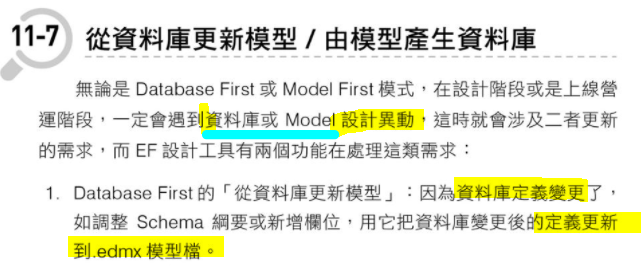 11-7 從資料庫更新模型 / 由模型產生資料庫
無論是 Database First 或 Model First 模式，在設計階段或是上線營
運階段，一定會遇到資料庫或 Model 設計異動，這時就會涉及二者更新
的需求，而 EF 設計工具有兩個功能在處理這類需求：
1. Database First 的「從資料庫更新模型」：因為資料庫定義變更了，
如調整 Schema 綱要或新增欄位，用它把資料庫變更後的定義更新
到.edmx 模型檔。